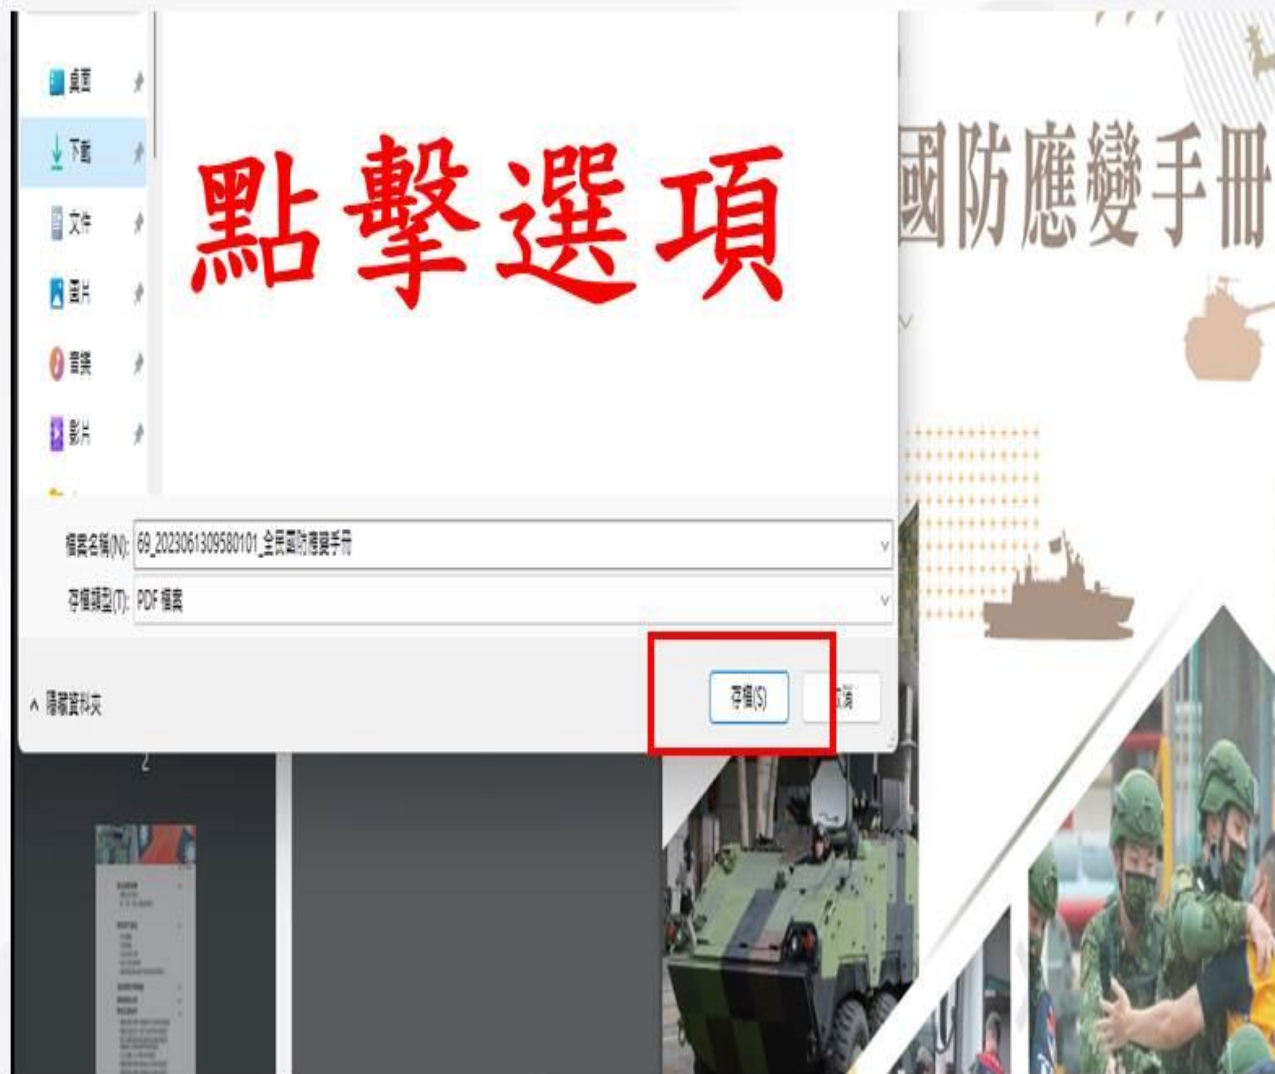 桌面
下載
文件
圖片
音樂
影片
點擊選項
國防應變手冊
檔案名稱(N): 69_2023061309580101_全民國防應變手冊
存檔類型(T): PDF 檔案
隱藏資料夾
存檔(S)
取消
2